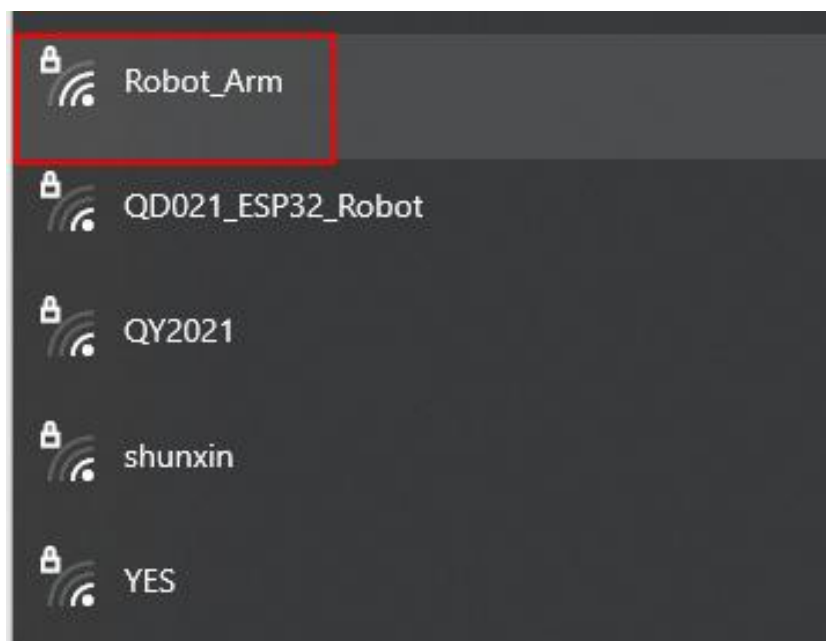 Robot_Arm
QD021_ESP32_Robot
QY2021
shunxin
YES